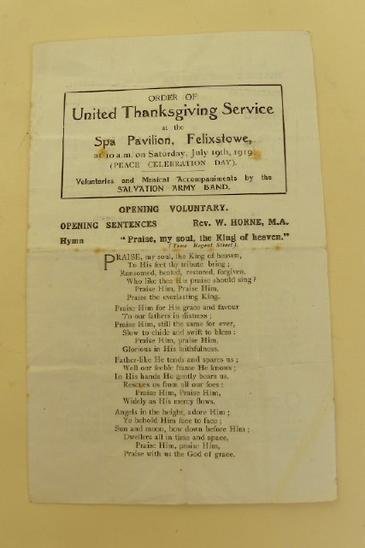 ORDER OF
United Thanksgiving Service
at the
Spa Pavilion, Felixstowe,
at 10 a.m. on Saturday, July 19th, 1919.
(PEACE CELEBRATION DAY).
Voluntaries and Musical Accompaniments by the
SALVATION ARMY BAND.
OPENING VOLUNTARY.
OPENING SENTENCES Rev. W. HORNE, M.A.
Hymn "Praise, my soul, the King of heaven."
(Tune Regent Street).
PRAISE, my soul, the King of heaven,
To His feet thy tribute bring;
Ransomed, healed, restored, forgiven,
Who like thee His praise should sing?
Praise Him, Praise Him,
Praise the everlasting King.
Praise Him for His grace and favour
To our fathers in distress;
Praise Him, still the same for ever,
Slow to chide and swift to bless:
Praise Him, praise Him,
Glorious in His faithfulness.
Father-like He tends and spares us;
Well our feeble frame He knows;
In His hands He gently bears us,
Rescues us from all our foes:
Praise Him, Praise Him,
Widely as His mercy flows.
Angels in the height, adore Him;
Ye behold Him face to face;
Sun and moon, bow down before Him;
Dwellers all in time and space,
Praise Him, praise Him,
Praise with us the God of grace.